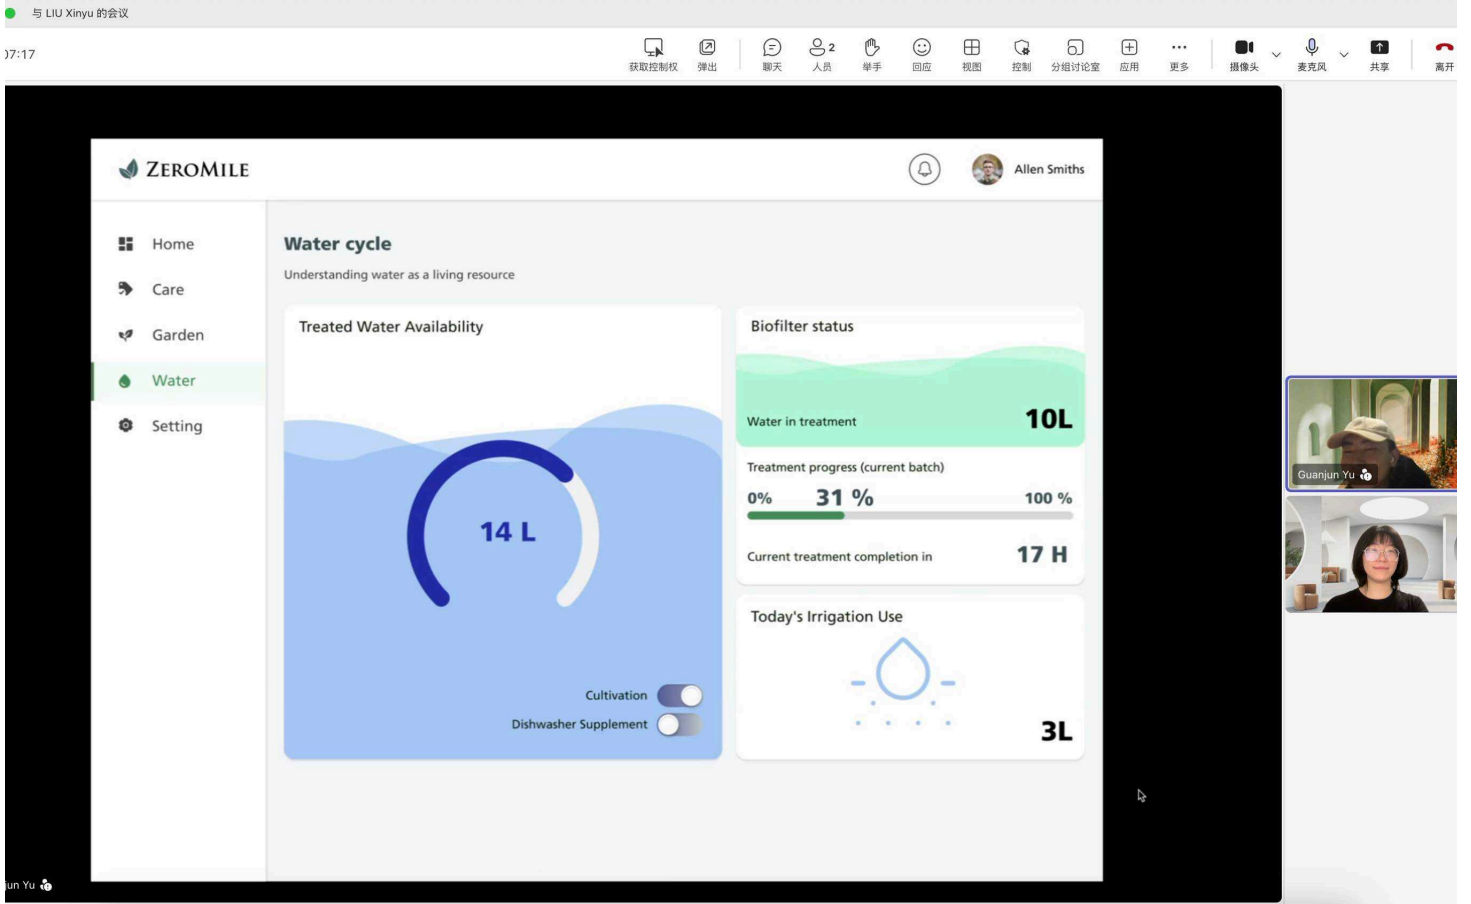 与 LIU Xinyu 的会议
07:17
获取控制权 弹出 聊天 人员 2 举手 回应 视图 控制 分组讨论室 应用 更多 摄像头 麦克风 共享 离开
ZEROMILE
Allen Smiths
Home
Care
Garden
Water
Setting
Water cycle
Understanding water as a living resource
Treated Water Availability
14 L
Cultivation
Dishwasher Supplement
Biofilter status
Water in treatment 10L
Treatment progress (current batch)
0% 31 % 100 %
Current treatment completion in 17 H
Today's Irrigation Use
3L
Guanjun Yu
jun Yu